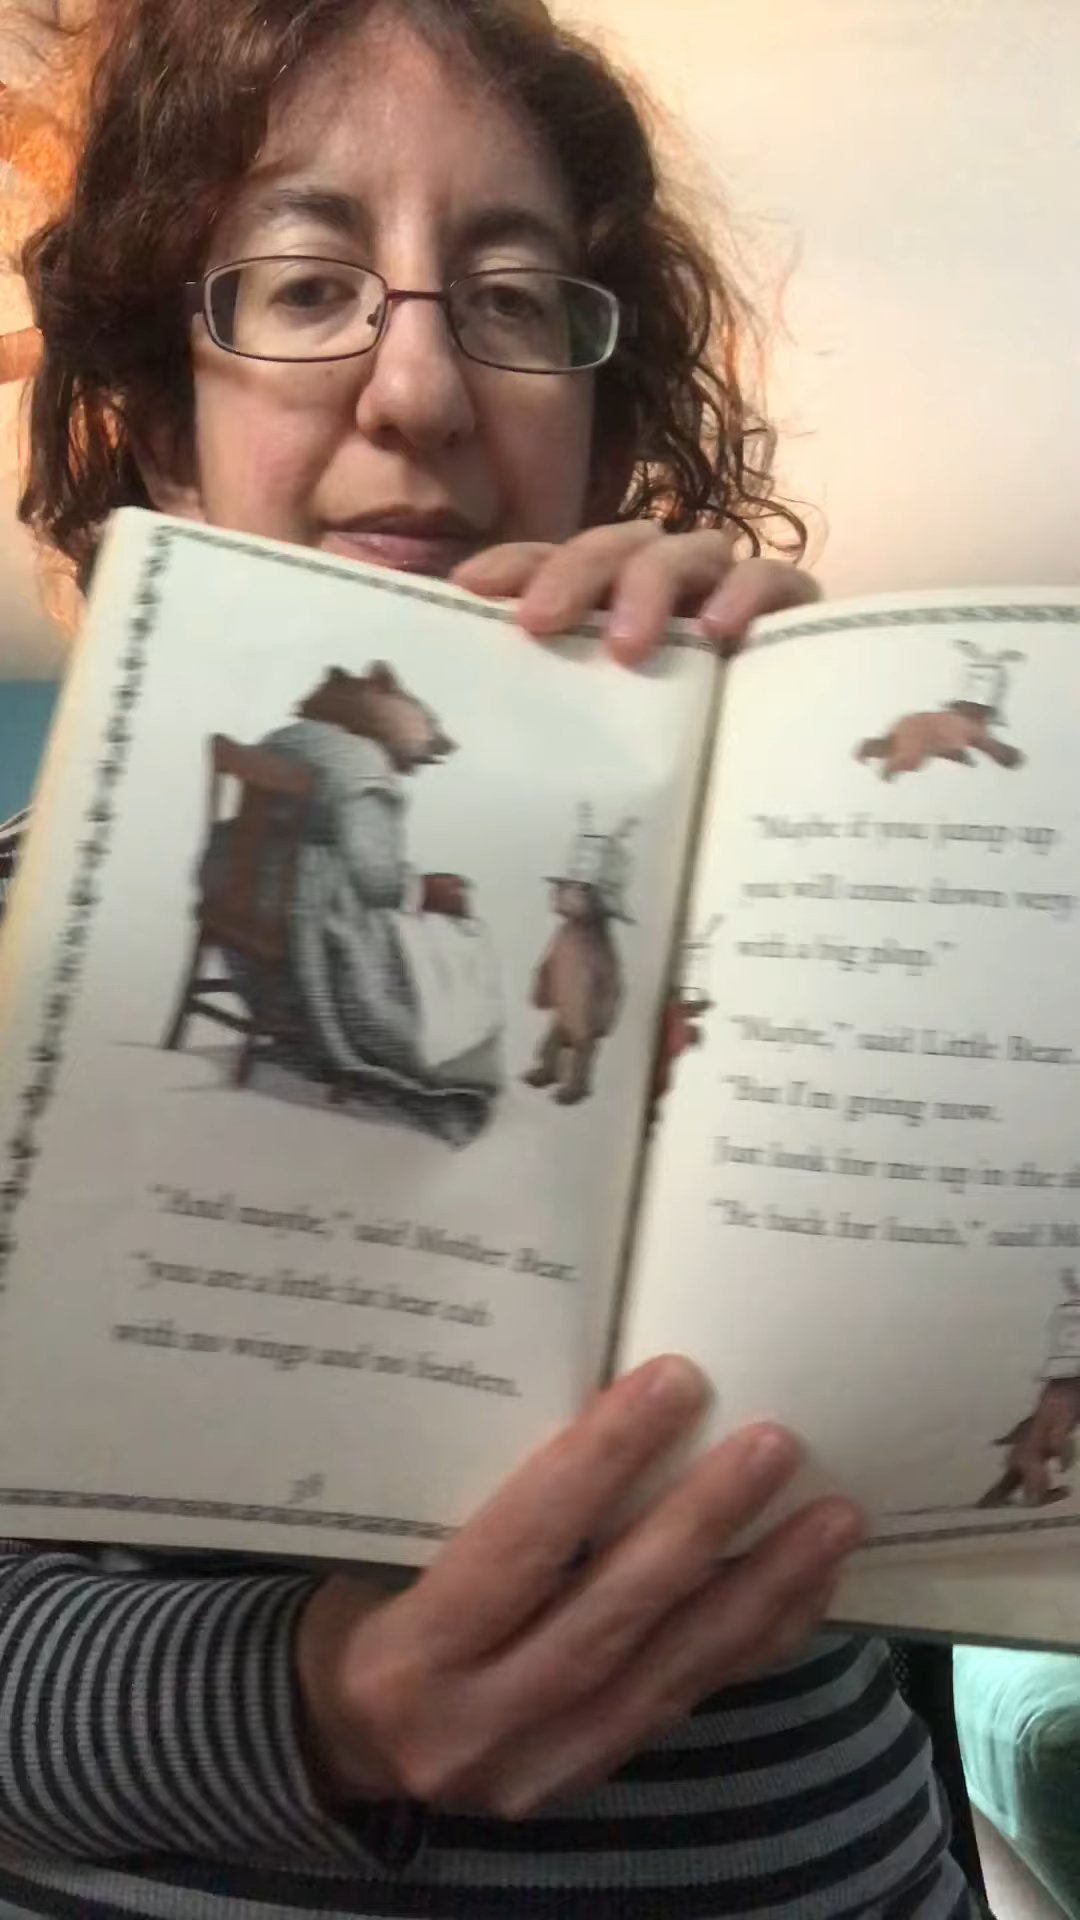 "And maybe," said Mother Bear,
"you are a little fat bear cub
with no wings and no feathers.
38
"Maybe if you jump up
you will come down very
with a big plop."
"Maybe," said Little Bear.
"But I'm going now.
Just look for me up in the
"Be back for lunch," said M